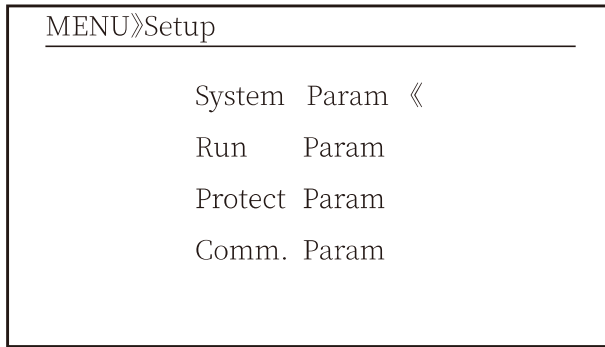 MENU》Setup
System Param 《
Run Param
Protect Param
Comm. Param